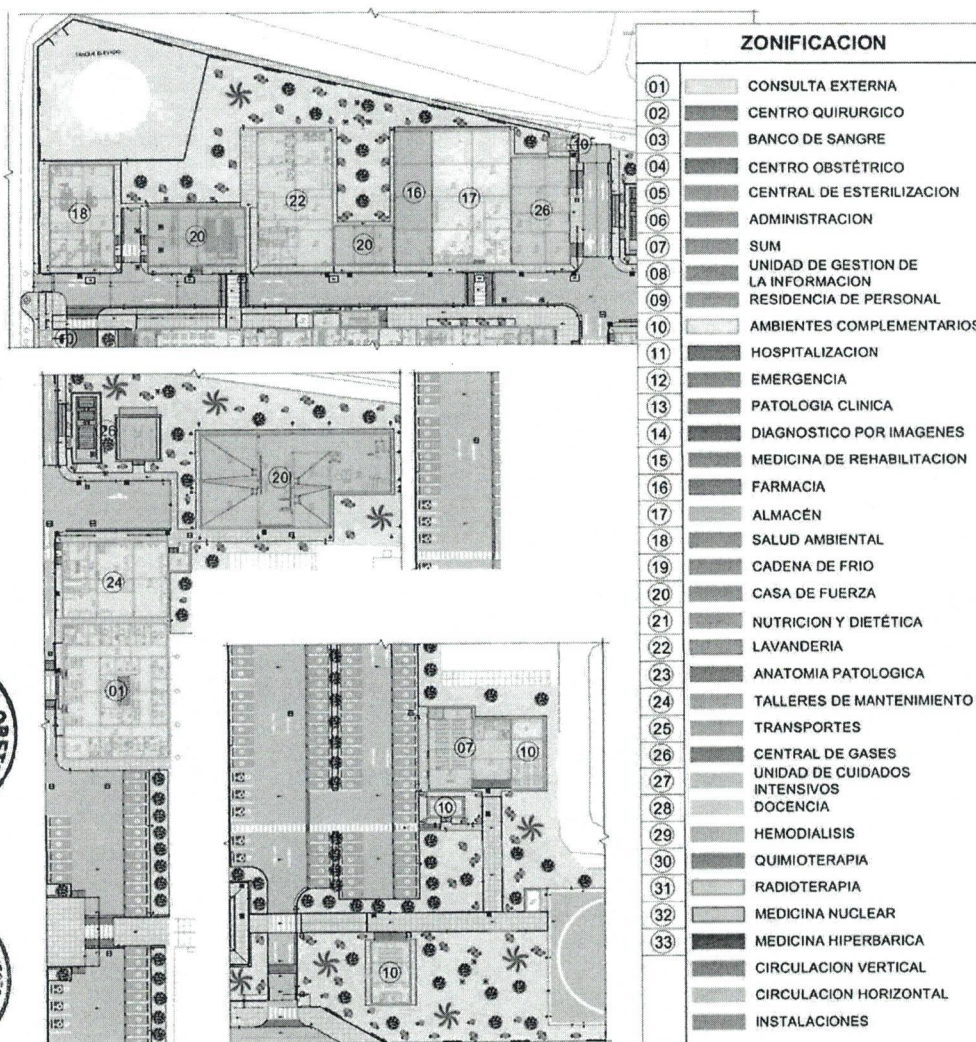 TANQUE ELEVADO
10
18
20
22
20
16
17
26
10
26
20
24
01
07
10
10
10
ZONIFICACION
01 CONSULTA EXTERNA
02 CENTRO QUIRURGICO
03 BANCO DE SANGRE
04 CENTRO OBSTÉTRICO
05 CENTRAL DE ESTERILIZACION
06 ADMINISTRACION
07 SUM
08 UNIDAD DE GESTION DE
LA INFORMACION
09 RESIDENCIA DE PERSONAL
10 AMBIENTES COMPLEMENTARIOS
11 HOSPITALIZACION
12 EMERGENCIA
13 PATOLOGIA CLINICA
14 DIAGNOSTICO POR IMAGENES
15 MEDICINA DE REHABILITACION
16 FARMACIA
17 ALMACÉN
18 SALUD AMBIENTAL
19 CADENA DE FRIO
20 CASA DE FUERZA
21 NUTRICION Y DIETÉTICA
22 LAVANDERIA
23 ANATOMIA PATOLOGICA
24 TALLERES DE MANTENIMIENTO
25 TRANSPORTES
26 CENTRAL DE GASES
27 UNIDAD DE CUIDADOS
INTENSIVOS
28 DOCENCIA
29 HEMODIALISIS
30 QUIMIOTERAPIA
31 RADIOTERAPIA
32 MEDICINA NUCLEAR
33 MEDICINA HIPERBARICA
CIRCULACION VERTICAL
CIRCULACION HORIZONTAL
INSTALACIONES